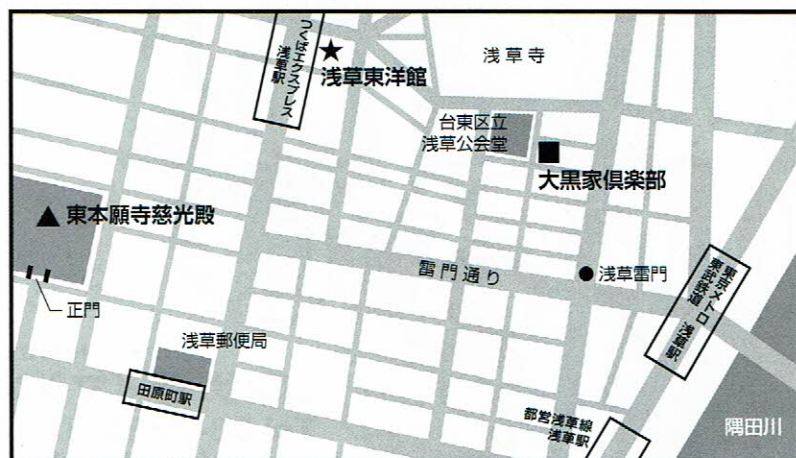 つくばエクスプレス
浅草駅
浅草東洋館
浅草寺
台東区立
浅草公会堂
大黒家倶楽部
東本願寺慈光殿
正門
雷門通り
浅草雷門
東京メトロ
東武鉄道
浅草駅
浅草郵便局
田原町駅
都営浅草線
浅草駅
隅田川